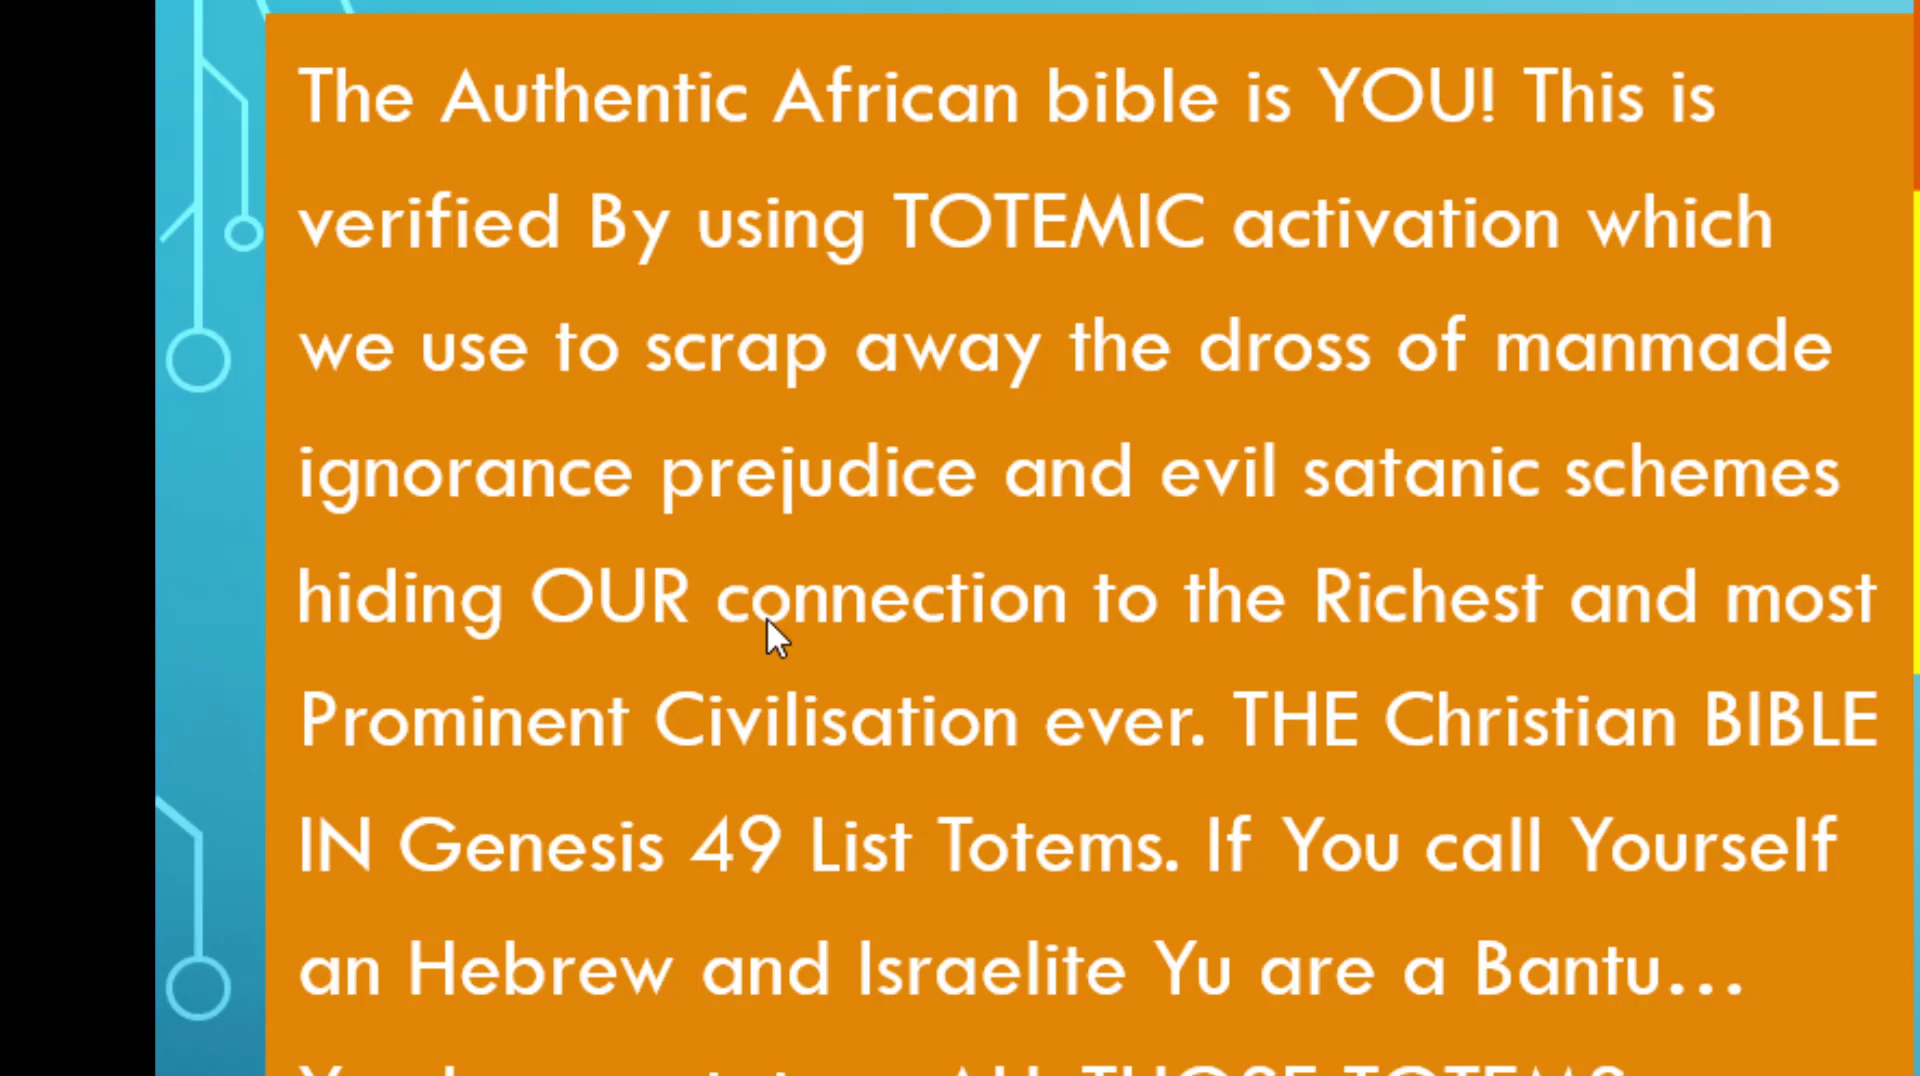 The Authentic African bible is YOU! This is
verified By using TOTEMIC activation which
we use to scrap away the dross of manmade
ignorance prejudice and evil satanic schemes
hiding OUR connection to the Richest and most
Prominent Civilisation ever. THE Christian BIBLE
IN Genesis 49 List Totems. If You call Yourself
an Hebrew and Israelite Yu are a Bantu...
ALL THOSE TOTEMS